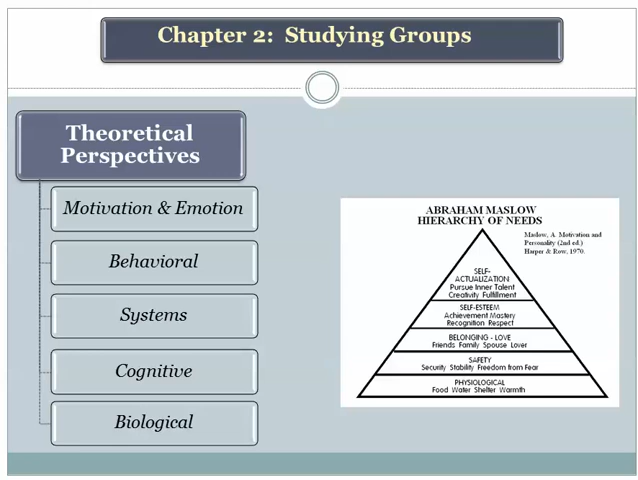 Chapter 2: Studying Groups
Theoretical
Perspectives
Motivation & Emotion
Behavioral
Systems
Cognitive
Biological
ABRAHAM MASLOW
HIERARCHY OF NEEDS
Maslow, A. Motivation and
Personality (2nd ed.)
Harper & Row, 1970.
SELF-
ACTUALIZATION
Pursue Inner Talent
Creativity Fulfillment
SELF-ESTEEM
Achievement Mastery
Recognition Respect
BELONGING - LOVE
Friends Family Spouse Lover
SAFETY
Security Stability Freedom from Fear
PHYSIOLOGICAL
Food Water Shelter Warmth